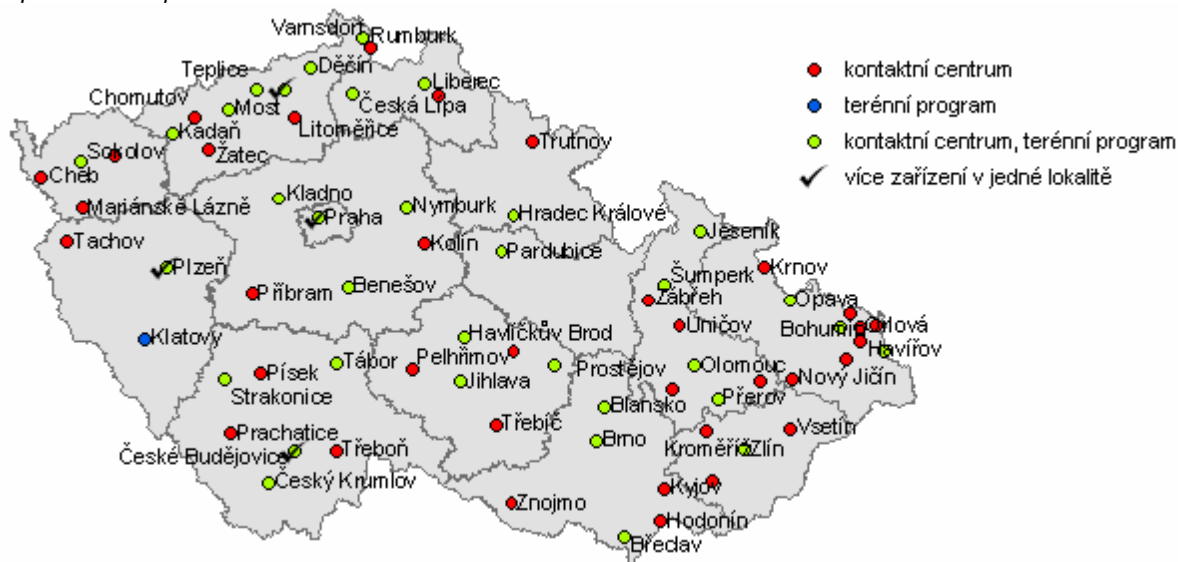 Varnsdorf
Rumburk
Děčín
Teplice
Liberec
Chomutov
Most
Česká Lípa
Kadaň
Litoměřice
Trutnov
Sokolov
Žatec
Cheb
Kladno
Mariánské Lázně
Praha
Nymburk
Hradec Králové
Jeseník
Tachov
Kolín
Pardubice
Plzeň
Krnov
Příbram
Benešov
Šumperk
Zábřeh
Opava
Klatovy
Havlíčkův Brod
Uničov
Bohumín
Orlová
Havířov
Tábor
Pelhřimov
Prostějov
Olomouc
Písek
Jihlava
Nový Jičín
Strakonice
Blansko
Přerov
Prachatice
Třebíč
Vsetín
České Budějovice
Třeboň
Brno
Kroměříž
Zlín
Český Krumlov
Kyjov
Znojmo
Hodonín
Břeclav
kontaktní centrum
terénní program
kontaktní centrum, terénní program
více zařízení v jedné lokalitě